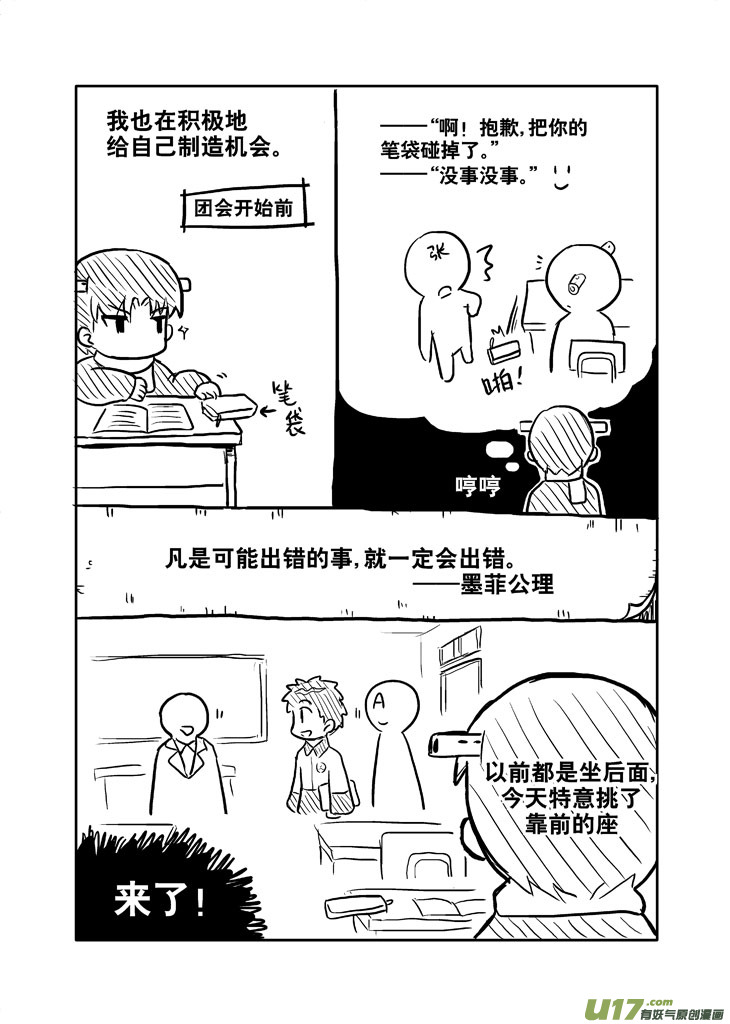 我也在积极地
给自己制造机会。
团会开始前
笔袋
——“啊！抱歉,把你的
笔袋碰掉了。”
——“没事没事。”
张
啪！
哼哼
凡是可能出错的事,就一定会出错。
——墨菲公理
A
以前都是坐后面,
今天特意挑了
靠前的座
来了！
U17.com
有妖气原创漫画